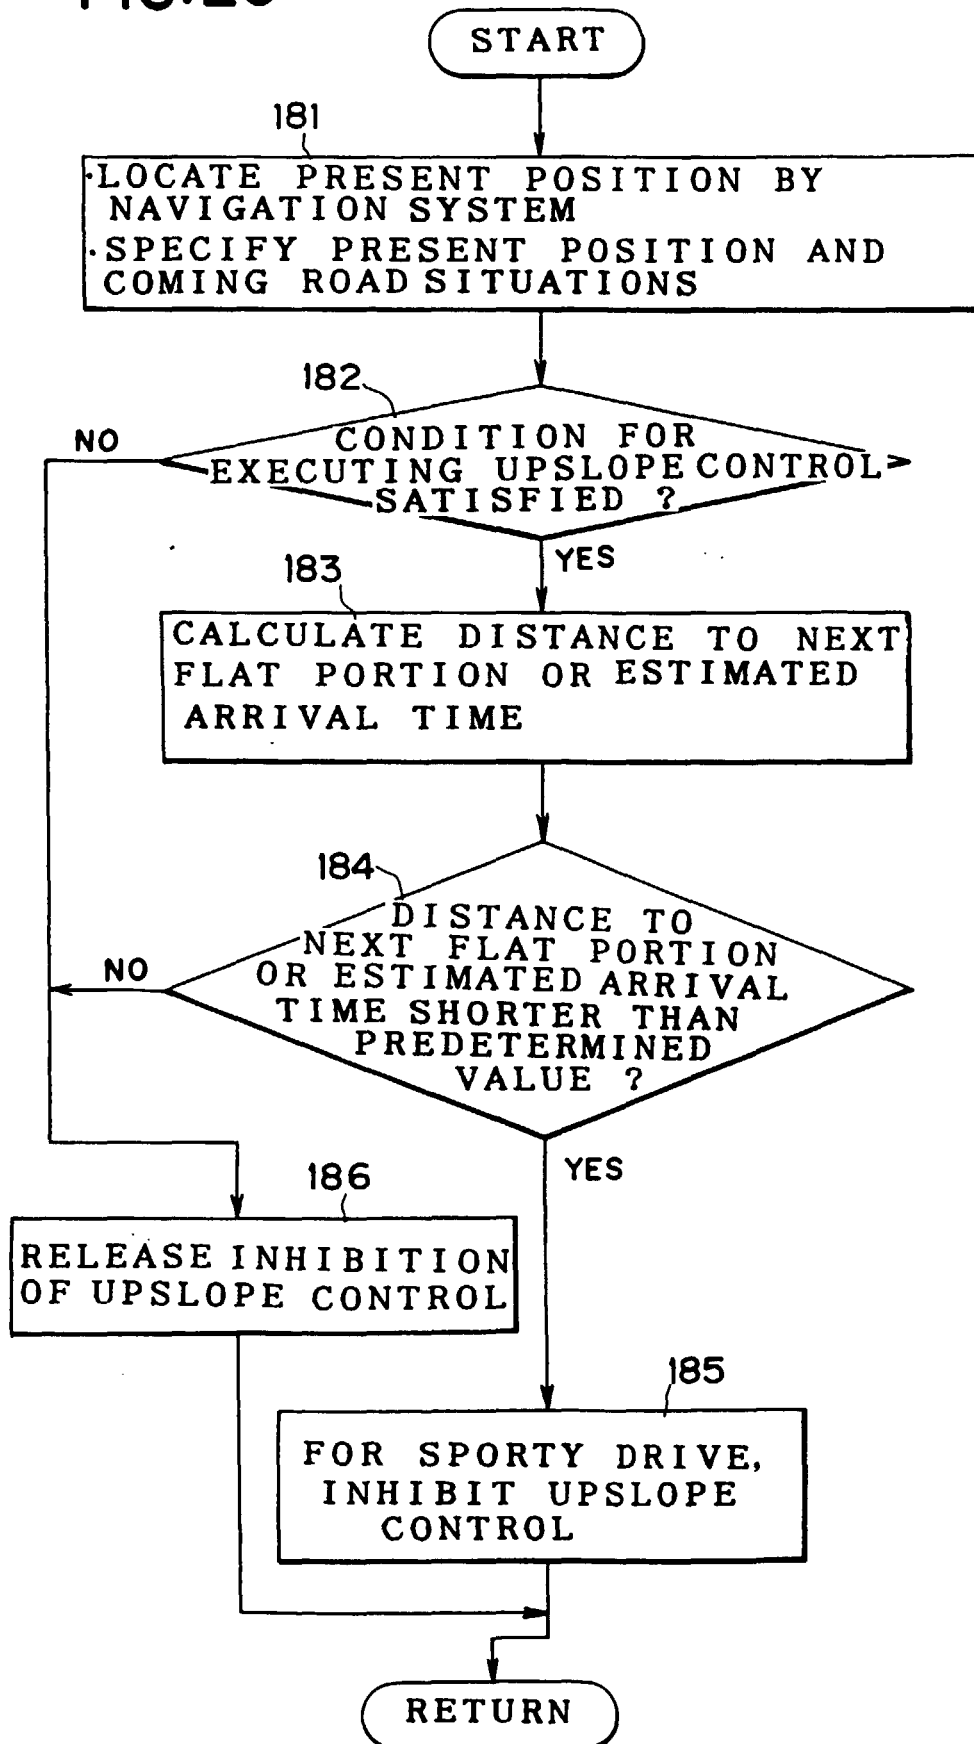 START
181
·LOCATE PRESENT POSITION BY
NAVIGATION SYSTEM
·SPECIFY PRESENT POSITION AND
COMING ROAD SITUATIONS
182
NO
CONDITION FOR
EXECUTING UPSLOPE CONTROL
SATISFIED ?
YES
183
CALCULATE DISTANCE TO NEXT
FLAT PORTION OR ESTIMATED
ARRIVAL TIME
184
DISTANCE TO
NEXT FLAT PORTION
OR ESTIMATED ARRIVAL
TIME SHORTER THAN
PREDETERMINED
VALUE ?
NO
YES
186
RELEASE INHIBITION
OF UPSLOPE CONTROL
185
FOR SPORTY DRIVE,
INHIBIT UPSLOPE
CONTROL
RETURN